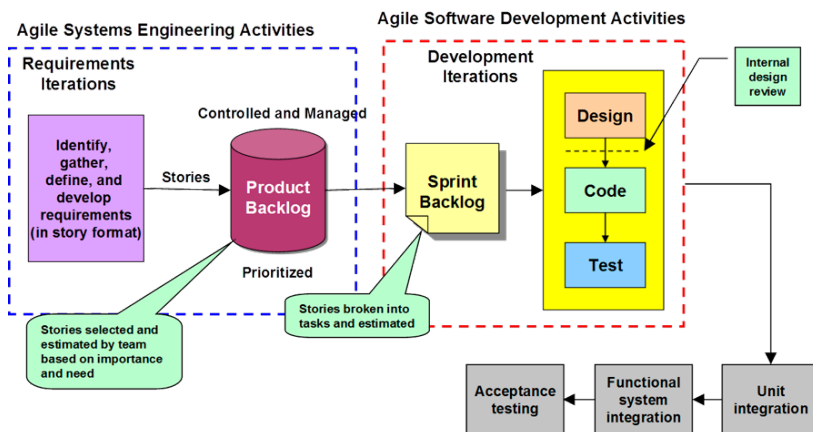 Agile Systems Engineering Activities
Agile Software Development Activities
Requirements
Iterations
Development
Iterations
Internal
design
review
Controlled and Managed
Design
Identify,
gather,
define, and
develop
requirements
(in story format)
Stories
Product
Backlog
Sprint
Backlog
Code
Test
Prioritized
Stories selected and
estimated by team
based on importance
and need
Stories broken into
tasks and estimated
Acceptance
testing
Functional
system
integration
Unit
integration